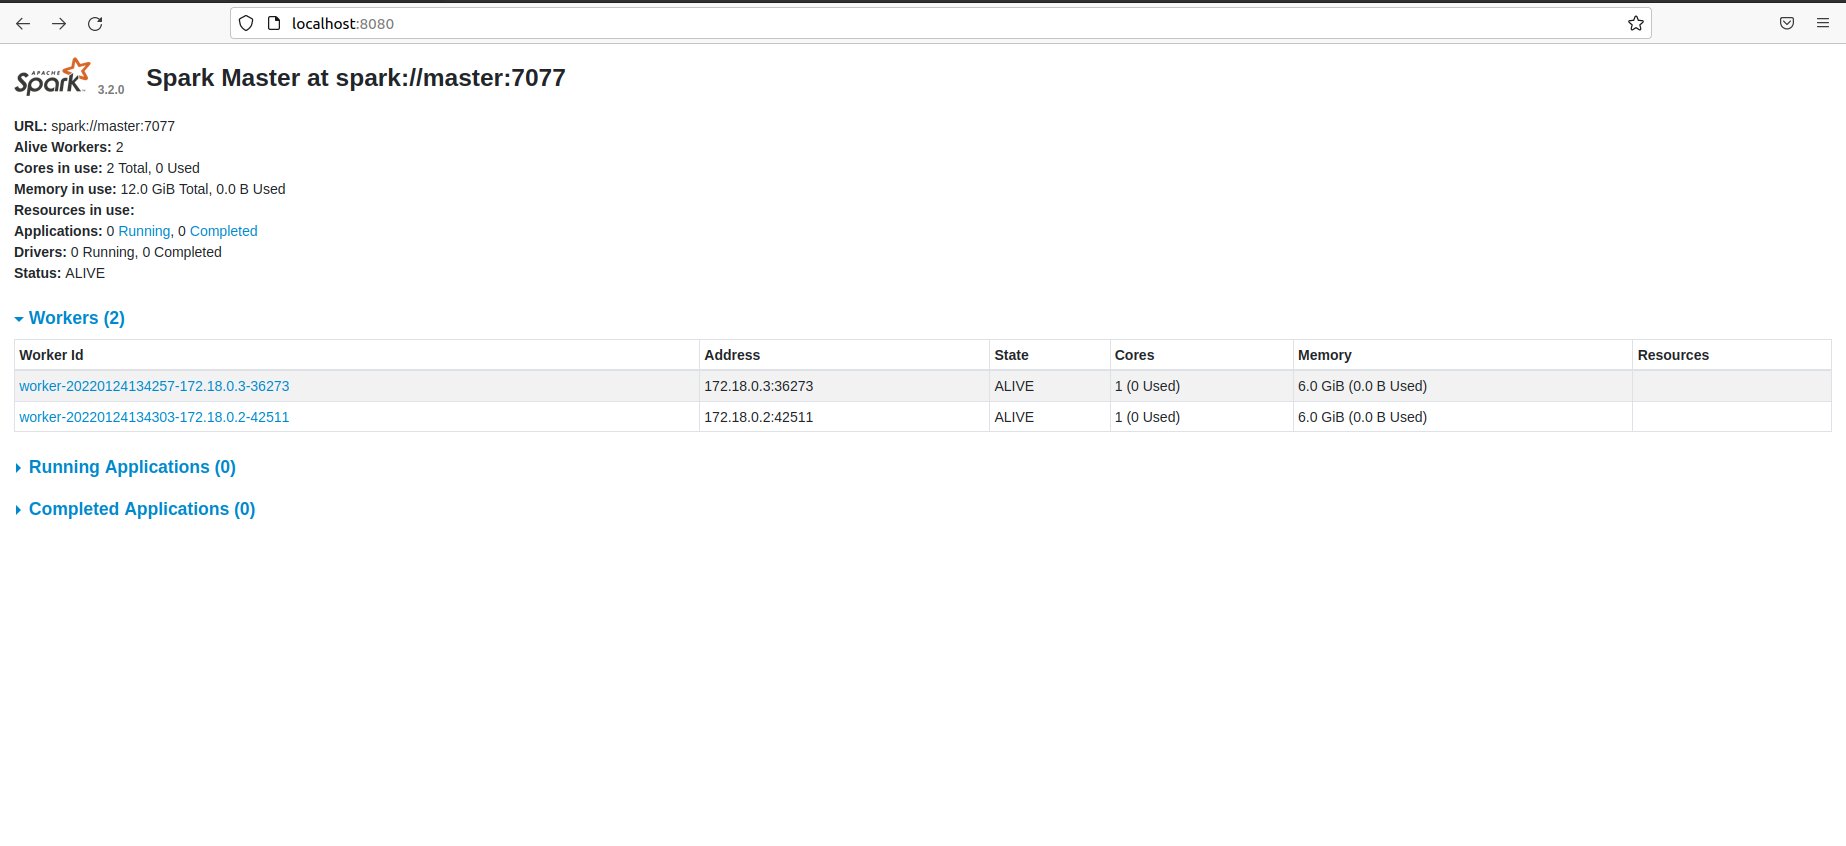 localhost:8080
APACHE
Spark 3.2.0 Spark Master at spark://master:7077
URL: spark://master:7077
Alive Workers: 2
Cores in use: 2 Total, 0 Used
Memory in use: 12.0 GiB Total, 0.0 B Used
Resources in use:
Applications: 0 Running, 0 Completed
Drivers: 0 Running, 0 Completed
Status: ALIVE
Workers (2)
Worker Id Address State Cores Memory Resources
worker-20220124134257-172.18.0.3-36273 172.18.0.3:36273 ALIVE 1 (0 Used) 6.0 GiB (0.0 B Used)
worker-20220124134303-172.18.0.2-42511 172.18.0.2:42511 ALIVE 1 (0 Used) 6.0 GiB (0.0 B Used)
Running Applications (0)
Completed Applications (0)